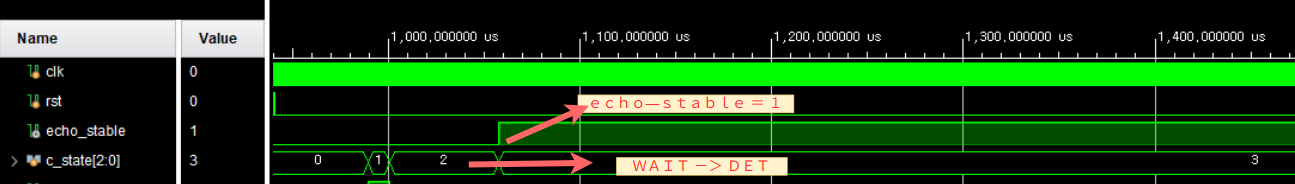 Name Value 1,000.000000 us 1,100.000000 us 1,200.000000 us 1,300.000000 us 1,400.000000 us
clk 0
rst 0 echo—stable＝1
echo_stable 1
c_state[2:0] 3 0 1 2 3
WAIT－>DET